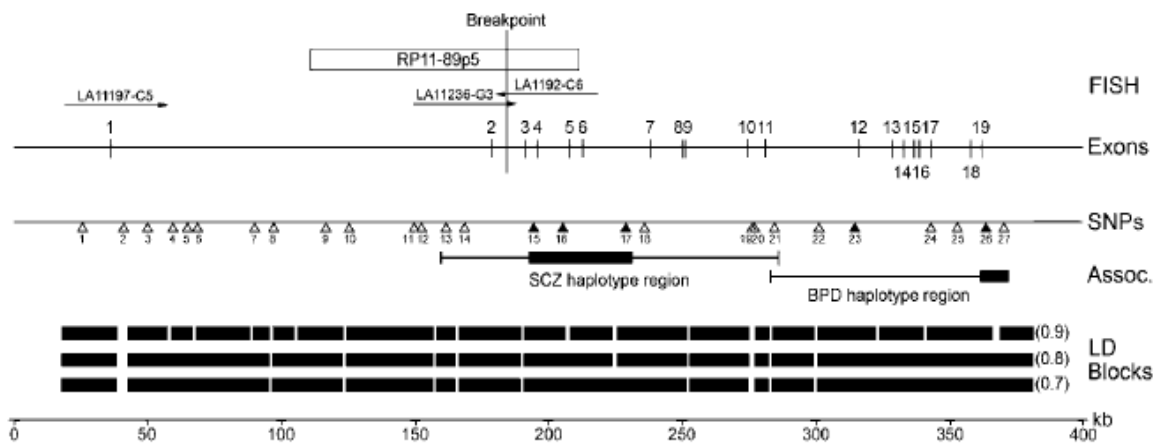 Breakpoint
RP11-89p5
FISH
LA1192-C6
LA11197-C5
LA11236-G3
1 2 3 4 5 6 7 8 9 10 11 12 13 15 17 19
Exons
14 16 18
SNPs
1 2 3 4 5 6 7 8 9 10 11 12 13 14 15 16 17 18 19 20 21 22 23 24 25 26 27
SCZ haplotype region
Assoc.
BPD haplotype region
(0.9)
LD
(0.8)
Blocks
(0.7)
0 50 100 150 200 250 300 350 400 kb